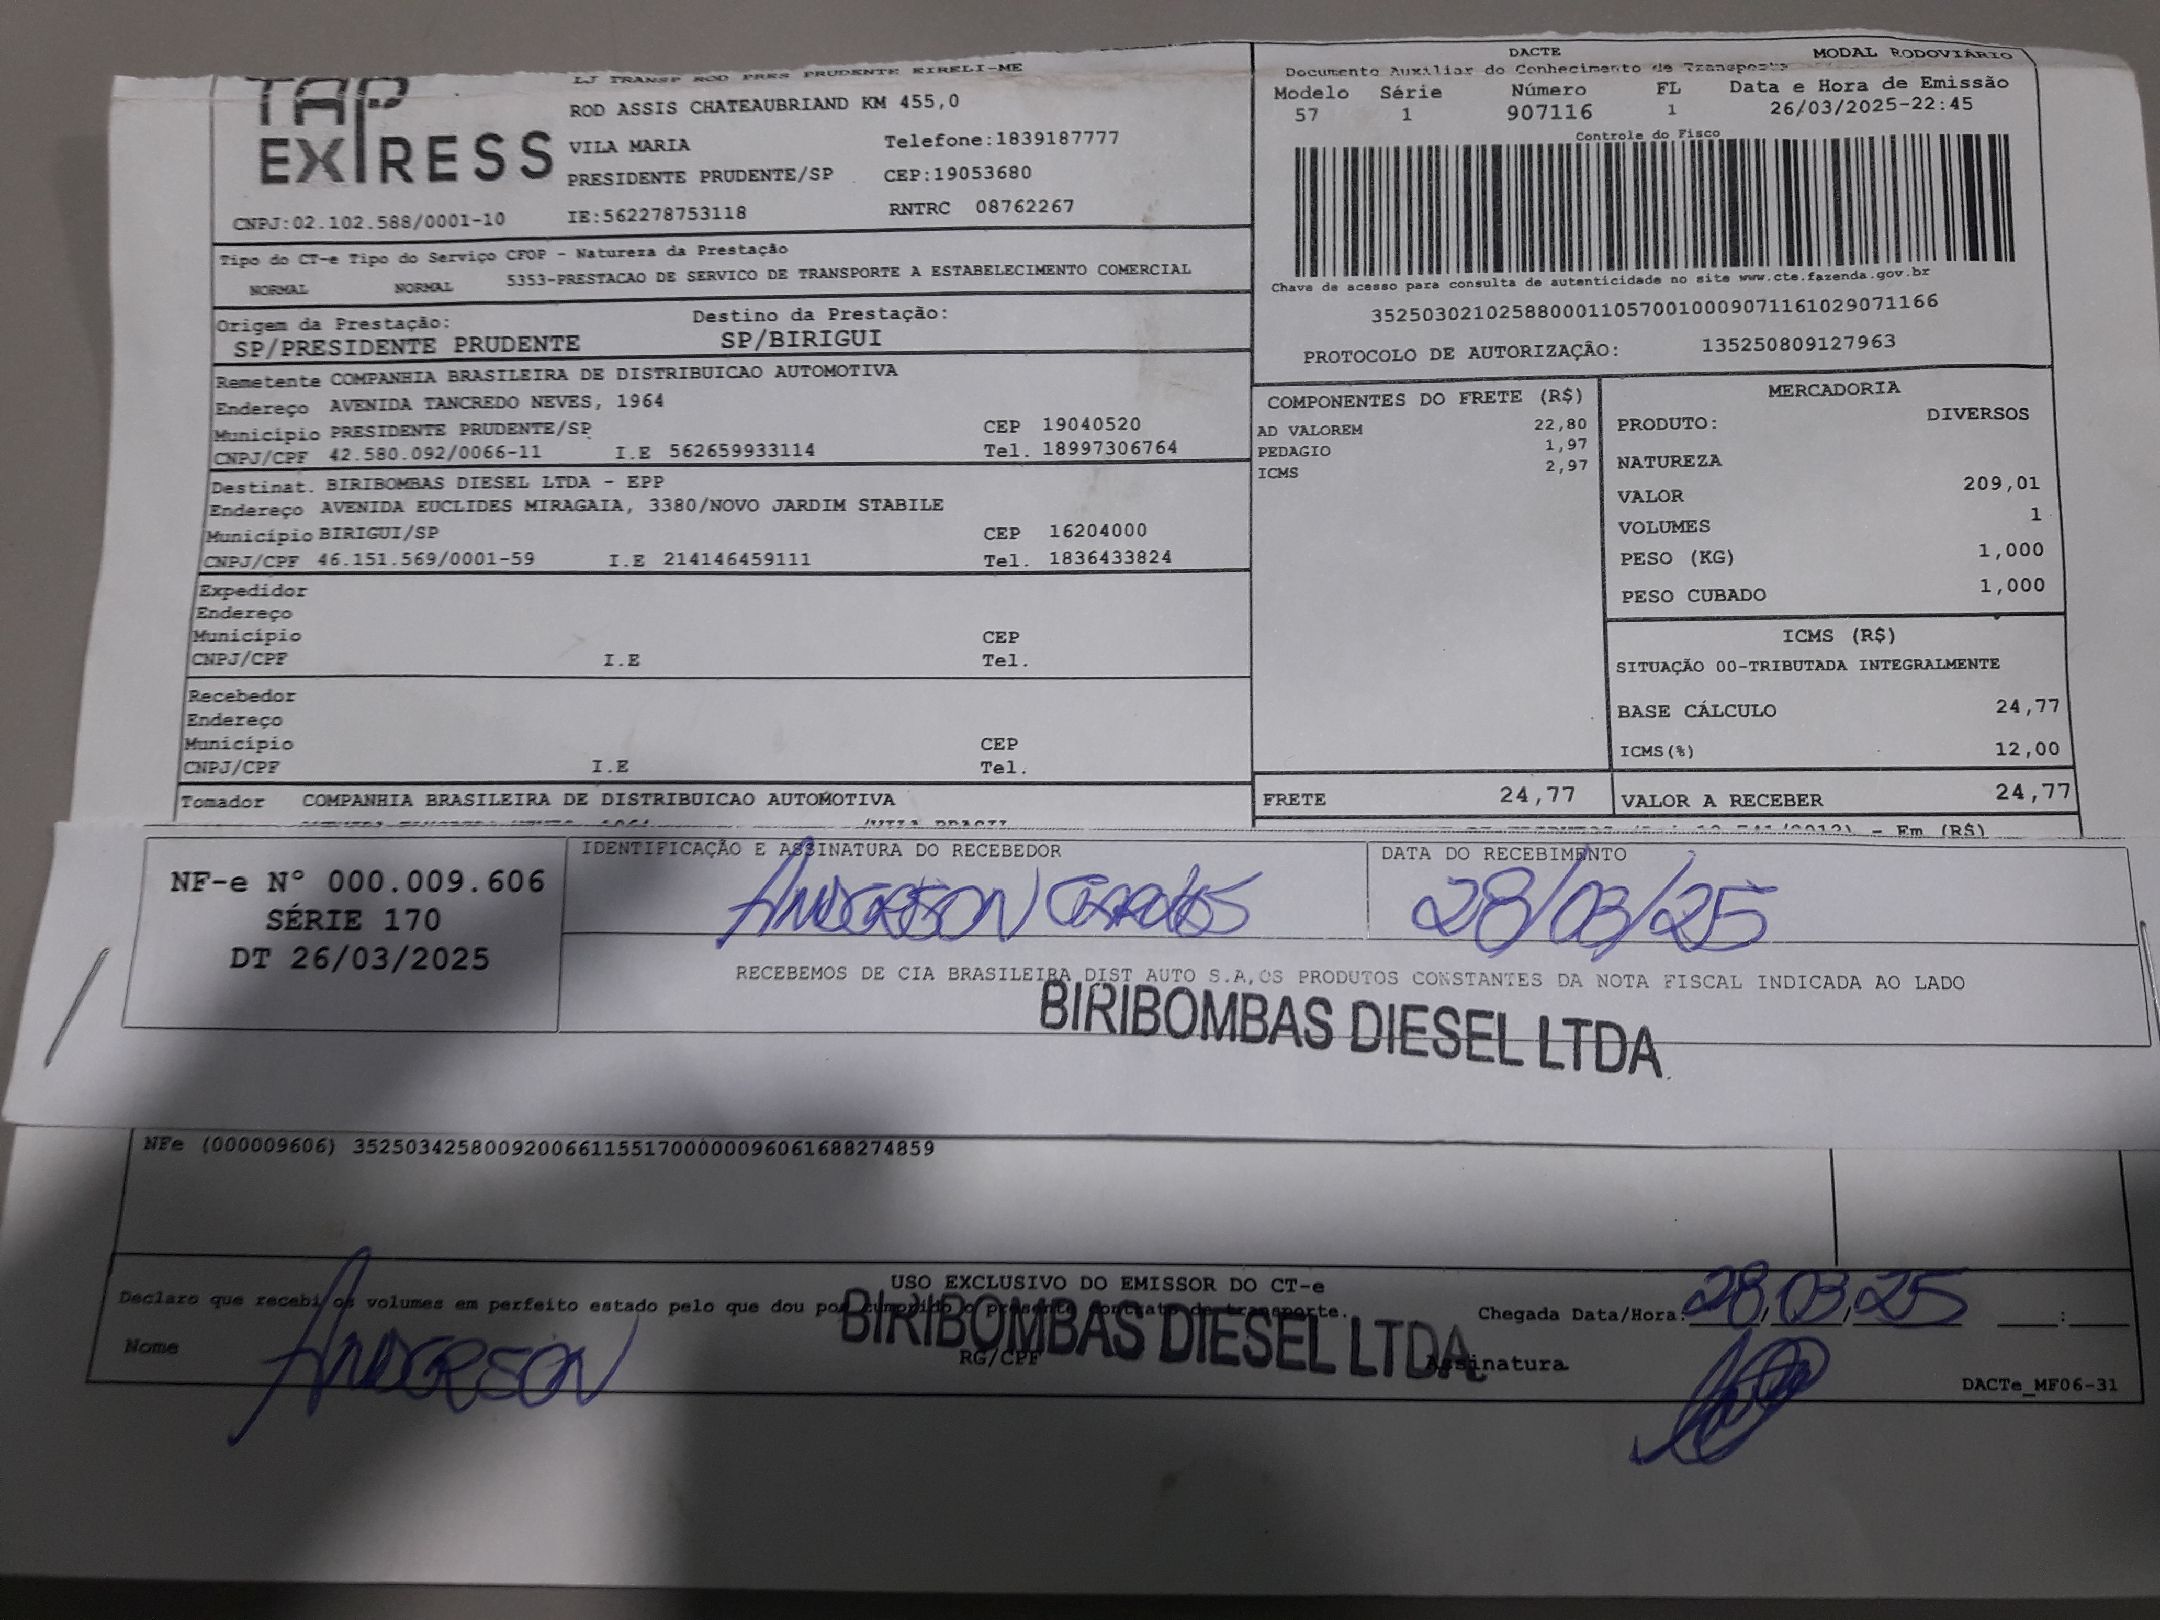 TAP
EXPRESS
LJ TRANSP ROD PRES PRUDENTE EIRELI-ME
ROD ASSIS CHATEAUBRIAND KM 455,0
VILA MARIA Telefone:1839187777
PRESIDENTE PRUDENTE/SP CEP:19053680
CNPJ:02.102.588/0001-10 IE:562278753118 RNTRC 08762267
DACTE MODAL RODOVIÁRIO
Documento Auxiliar do Conhecimento de Transporte
Modelo Série Número FL Data e Hora de Emissão
57 1 907116 1 26/03/2025-22:45
Controle do Fisco
Chave de acesso para consulta de autenticidade no site www.cte.fazenda.gov.br
35250302102588000110570010009071161029071166
PROTOCOLO DE AUTORIZAÇÃO: 135250809127963
Tipo do CT-e Tipo do Serviço CFOP - Natureza da Prestação
NORMAL NORMAL 5353-PRESTACAO DE SERVICO DE TRANSPORTE A ESTABELECIMENTO COMERCIAL
Origem da Prestação: Destino da Prestação:
SP/PRESIDENTE PRUDENTE SP/BIRIGUI
Remetente COMPANHIA BRASILEIRA DE DISTRIBUICAO AUTOMOTIVA
Endereço AVENIDA TANCREDO NEVES, 1964
Município PRESIDENTE PRUDENTE/SP CEP 19040520
CNPJ/CPF 42.580.092/0066-11 I.E 562659933114 Tel. 18997306764
Destinat. BIRIBOMBAS DIESEL LTDA - EPP
Endereço AVENIDA EUCLIDES MIRAGAIA, 3380/NOVO JARDIM STABILE
Município BIRIGUI/SP CEP 16204000
CNPJ/CPF 46.151.569/0001-59 I.E 214146459111 Tel. 1836433824
Expedidor
Endereço
Município CEP
CNPJ/CPF I.E Tel.
Recebedor
Endereço
Município CEP
CNPJ/CPF I.E Tel.
Tomador COMPANHIA BRASILEIRA DE DISTRIBUICAO AUTOMOTIVA
COMPONENTES DO FRETE (R$)
AD VALOREM 22,80
PEDAGIO 1,97
ICMS 2,97
FRETE 24,77
MERCADORIA
PRODUTO: DIVERSOS
NATUREZA
VALOR 209,01
VOLUMES 1
PESO (KG) 1,000
PESO CUBADO 1,000
ICMS (R$)
SITUAÇÃO 00-TRIBUTADA INTEGRALMENTE
BASE CÁLCULO 24,77
ICMS(%) 12,00
VALOR A RECEBER 24,77
- Em (R$)
NF-e N° 000.009.606
SÉRIE 170
DT 26/03/2025
IDENTIFICAÇÃO E ASSINATURA DO RECEBEDOR
ANDERSON
DATA DO RECEBIMENTO
28/03/25
RECEBEMOS DE CIA BRASILEIRA DIST AUTO S.A,OS PRODUTOS CONSTANTES DA NOTA FISCAL INDICADA AO LADO
BIRIBOMBAS DIESEL LTDA
NFe (000009606) 35250342580092006611551700000096061688274859
USO EXCLUSIVO DO EMISSOR DO CT-e
Declaro que recebi os volumes em perfeito estado pelo que dou por cumprido o presente contrato de transporte. Chegada Data/Hora: 28/03/25 :
BIRIBOMBAS DIESEL LTDA
Nome ANDERSON RG/CPF Assinatura
DACTe_MF06-31